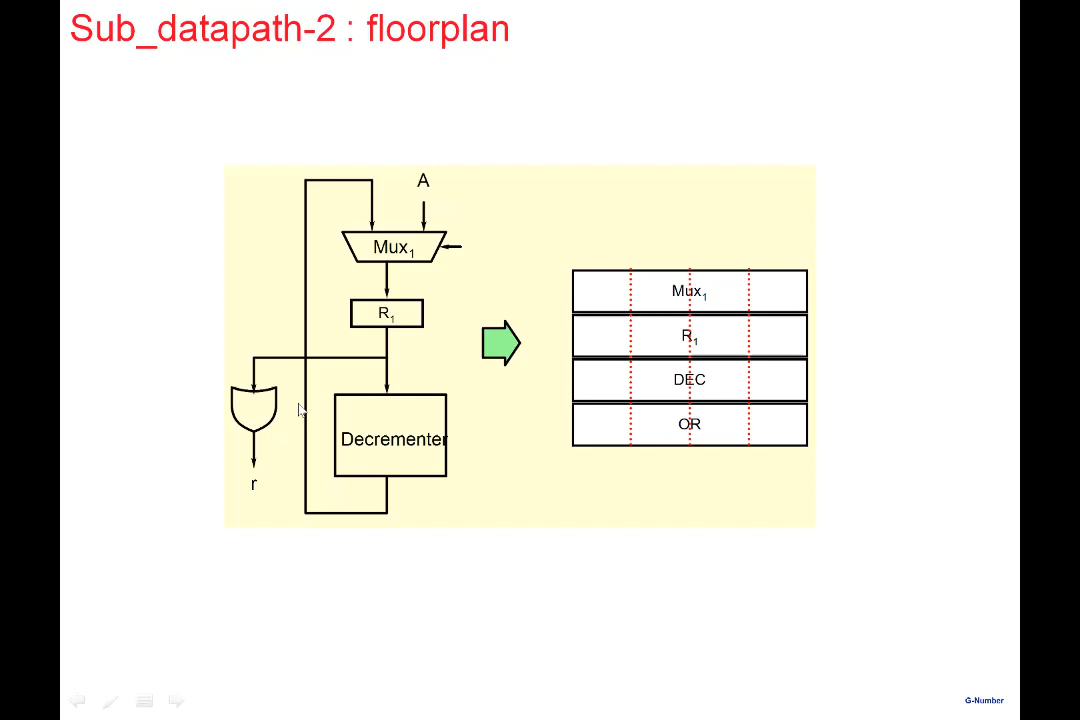 Sub_datapath-2 : floorplan
A
Mux1
R1
Decrementer
r
Mux1
R1
DEC
OR
G-Number